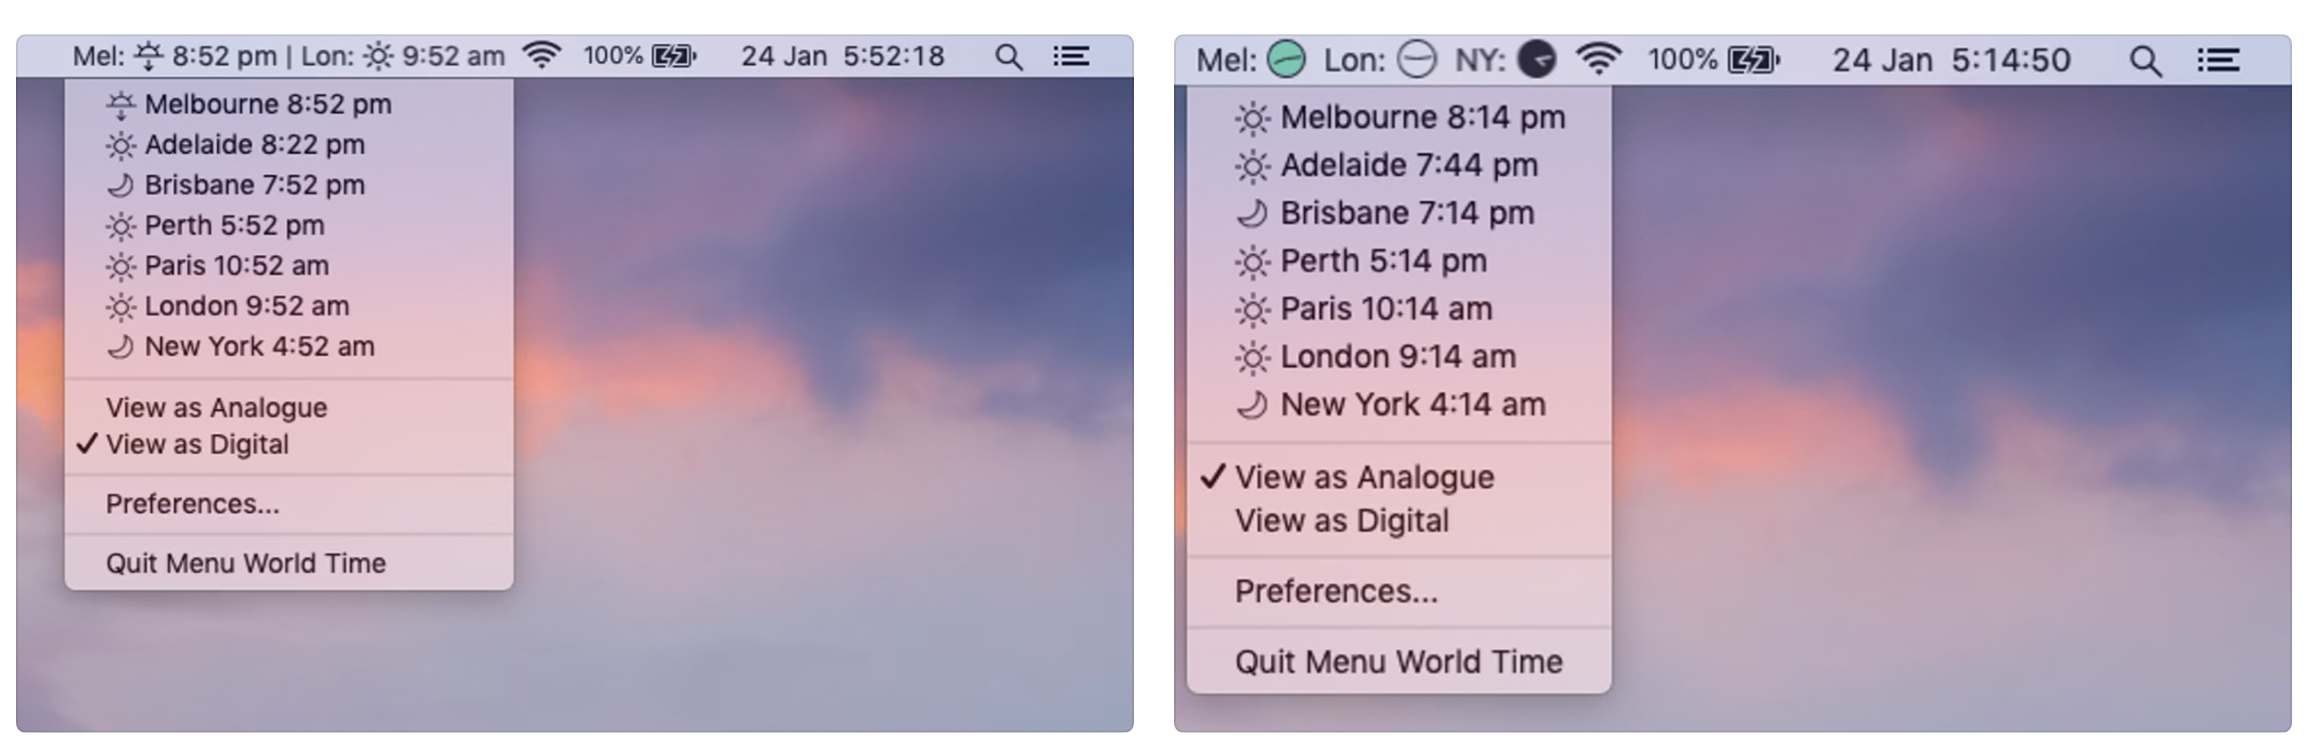 Mel: 8:52 pm | Lon: 9:52 am 100% 24 Jan 5:52:18
Melbourne 8:52 pm
Adelaide 8:22 pm
Brisbane 7:52 pm
Perth 5:52 pm
Paris 10:52 am
London 9:52 am
New York 4:52 am
View as Analogue
✓ View as Digital
Preferences...
Quit Menu World Time
Mel: Lon: NY: 100% 24 Jan 5:14:50
Melbourne 8:14 pm
Adelaide 7:44 pm
Brisbane 7:14 pm
Perth 5:14 pm
Paris 10:14 am
London 9:14 am
New York 4:14 am
✓ View as Analogue
View as Digital
Preferences...
Quit Menu World Time